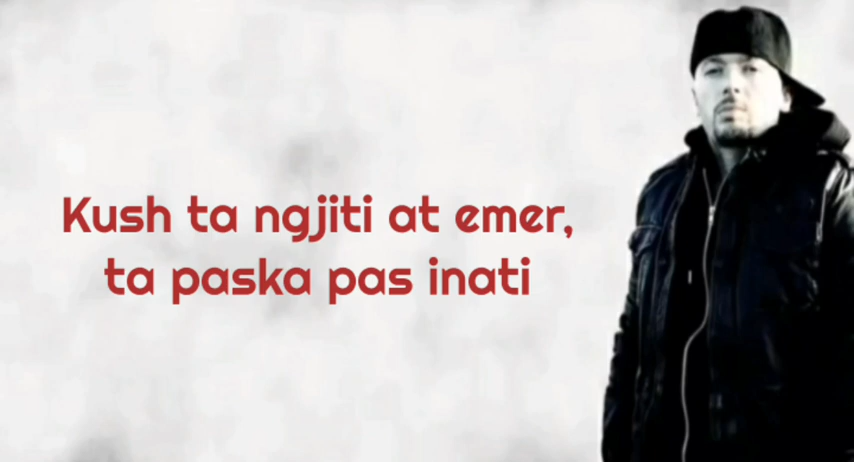 Kush ta ngjiti at emer,
ta paska pas inati